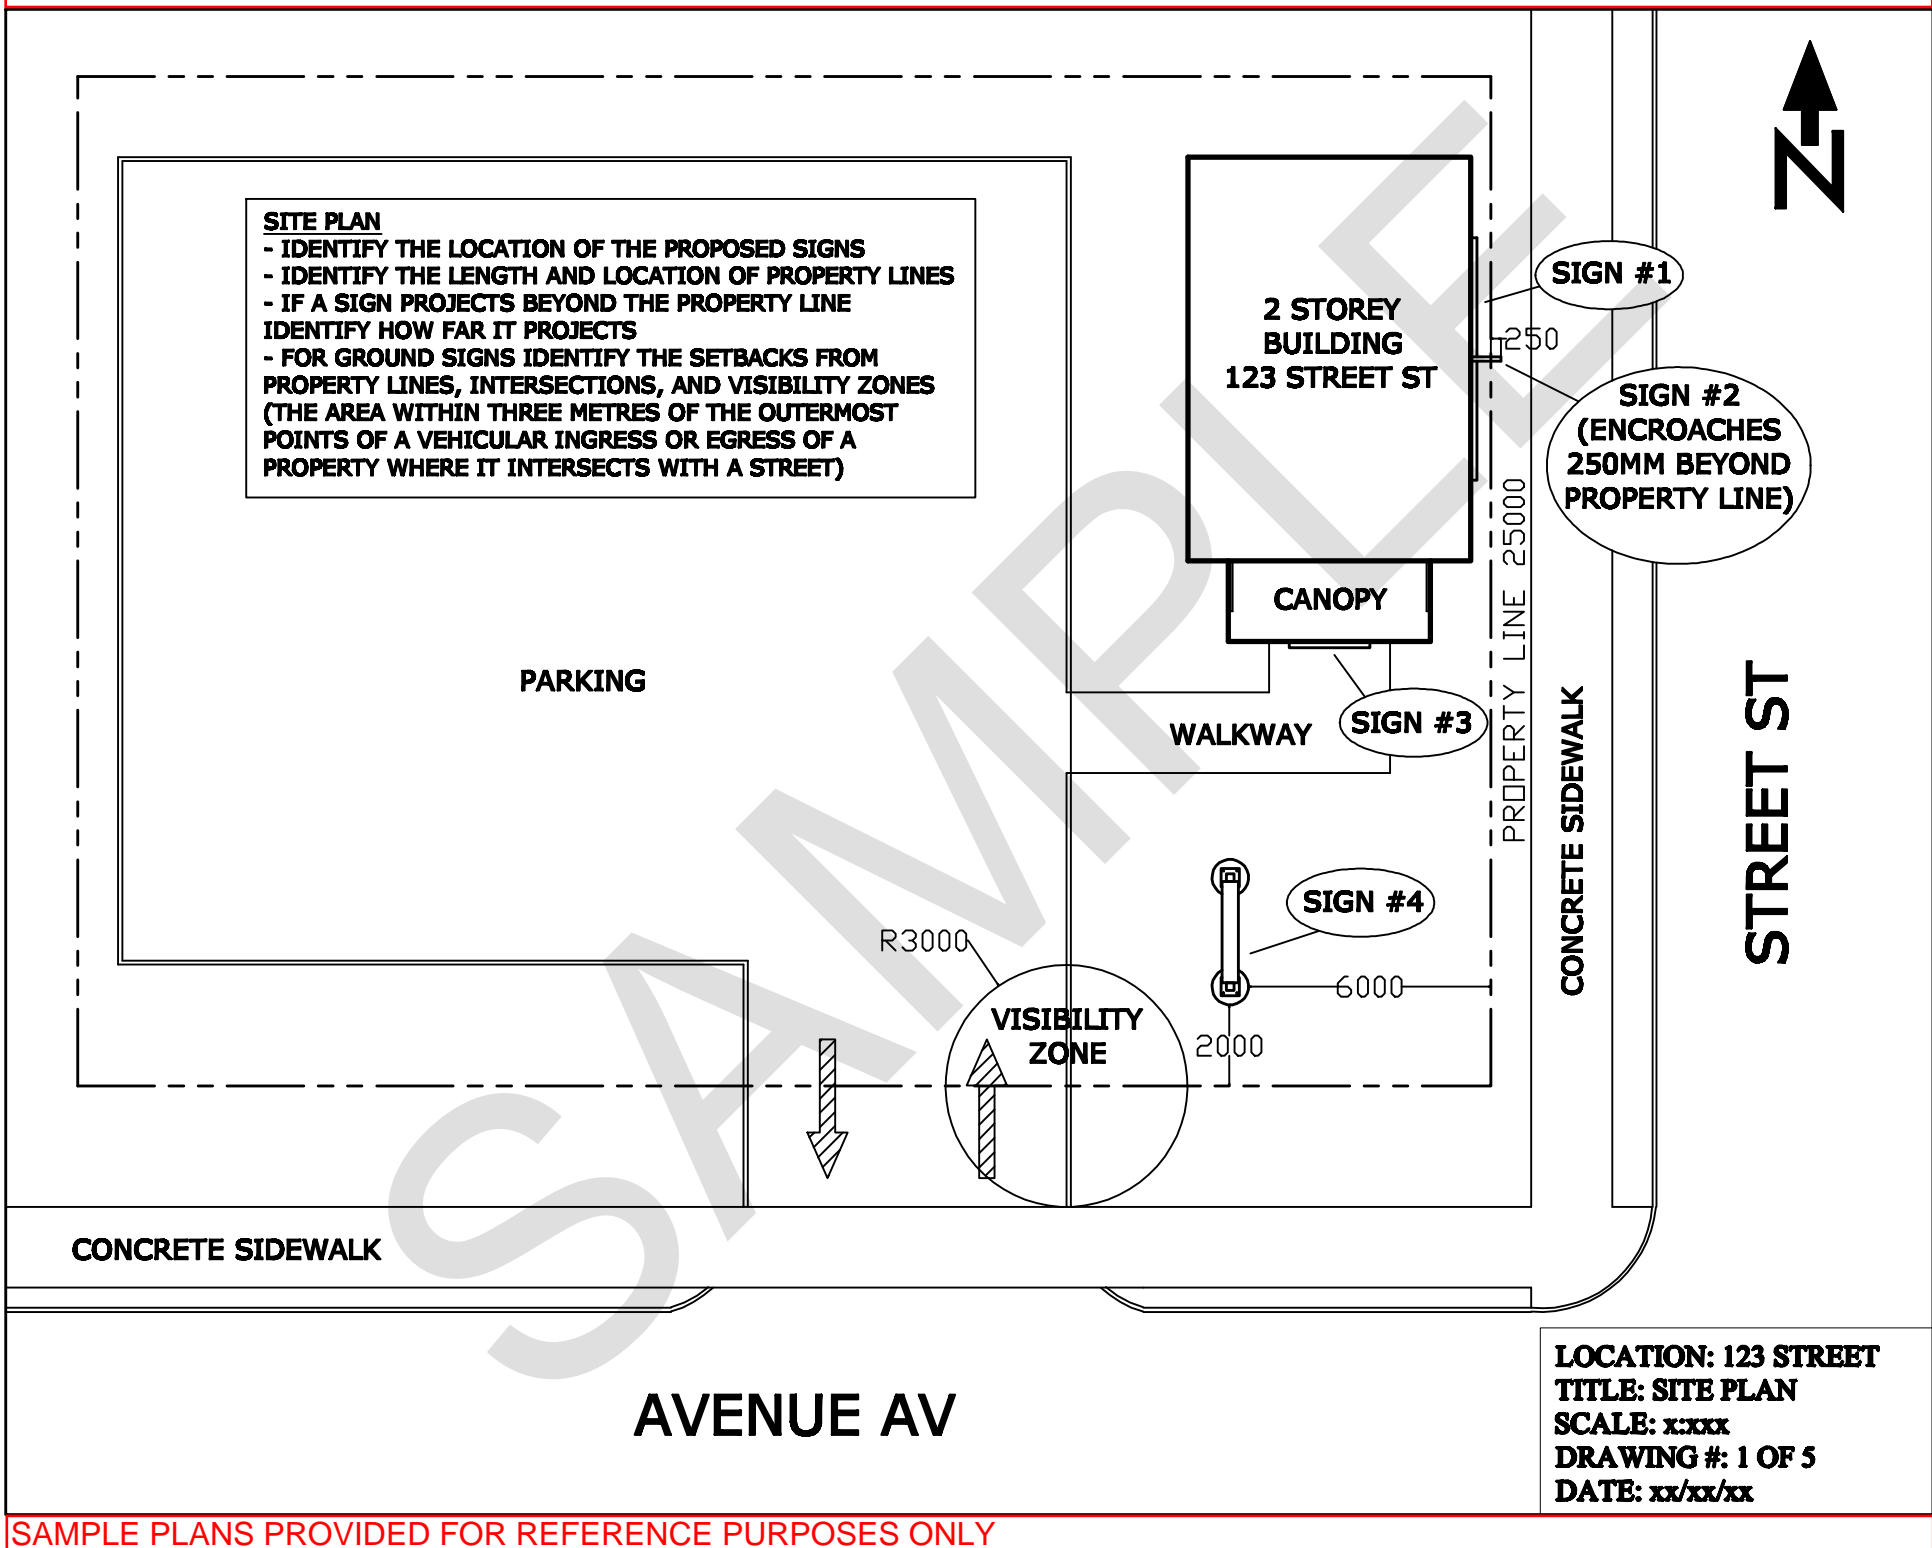 SITE PLAN
- IDENTIFY THE LOCATION OF THE PROPOSED SIGNS
- IDENTIFY THE LENGTH AND LOCATION OF PROPERTY LINES
- IF A SIGN PROJECTS BEYOND THE PROPERTY LINE
IDENTIFY HOW FAR IT PROJECTS
- FOR GROUND SIGNS IDENTIFY THE SETBACKS FROM
PROPERTY LINES, INTERSECTIONS, AND VISIBILITY ZONES
(THE AREA WITHIN THREE METRES OF THE OUTERMOST
POINTS OF A VEHICULAR INGRESS OR EGRESS OF A
PROPERTY WHERE IT INTERSECTS WITH A STREET)
N
2 STOREY
BUILDING
123 STREET ST
SIGN #1
250
SIGN #2
(ENCROACHES
250MM BEYOND
PROPERTY LINE)
PROPERTY LINE 25000
CANOPY
PARKING
WALKWAY
SIGN #3
CONCRETE SIDEWALK
STREET ST
SIGN #4
R3000
6000
VISIBILITY
ZONE
2000
SAMPLE
CONCRETE SIDEWALK
AVENUE AV
LOCATION: 123 STREET
TITLE: SITE PLAN
SCALE: x:xxx
DRAWING #: 1 OF 5
DATE: xx/xx/xx
SAMPLE PLANS PROVIDED FOR REFERENCE PURPOSES ONLY